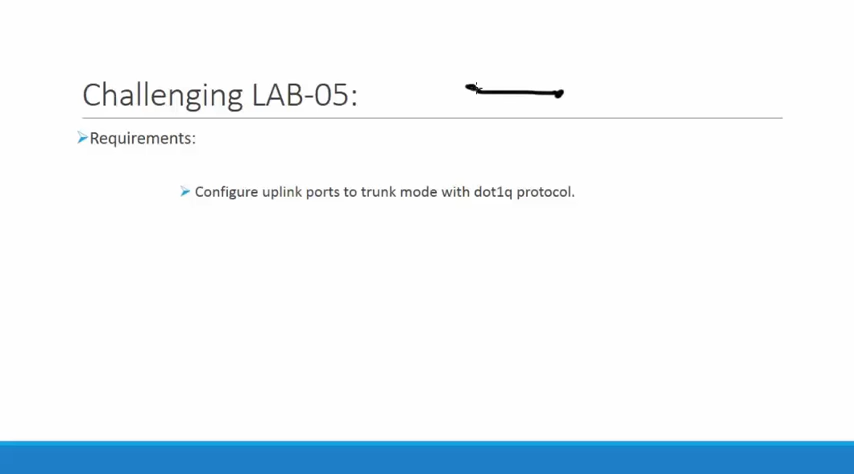 Challenging LAB-05:
Requirements:
Configure uplink ports to trunk mode with dot1q protocol.